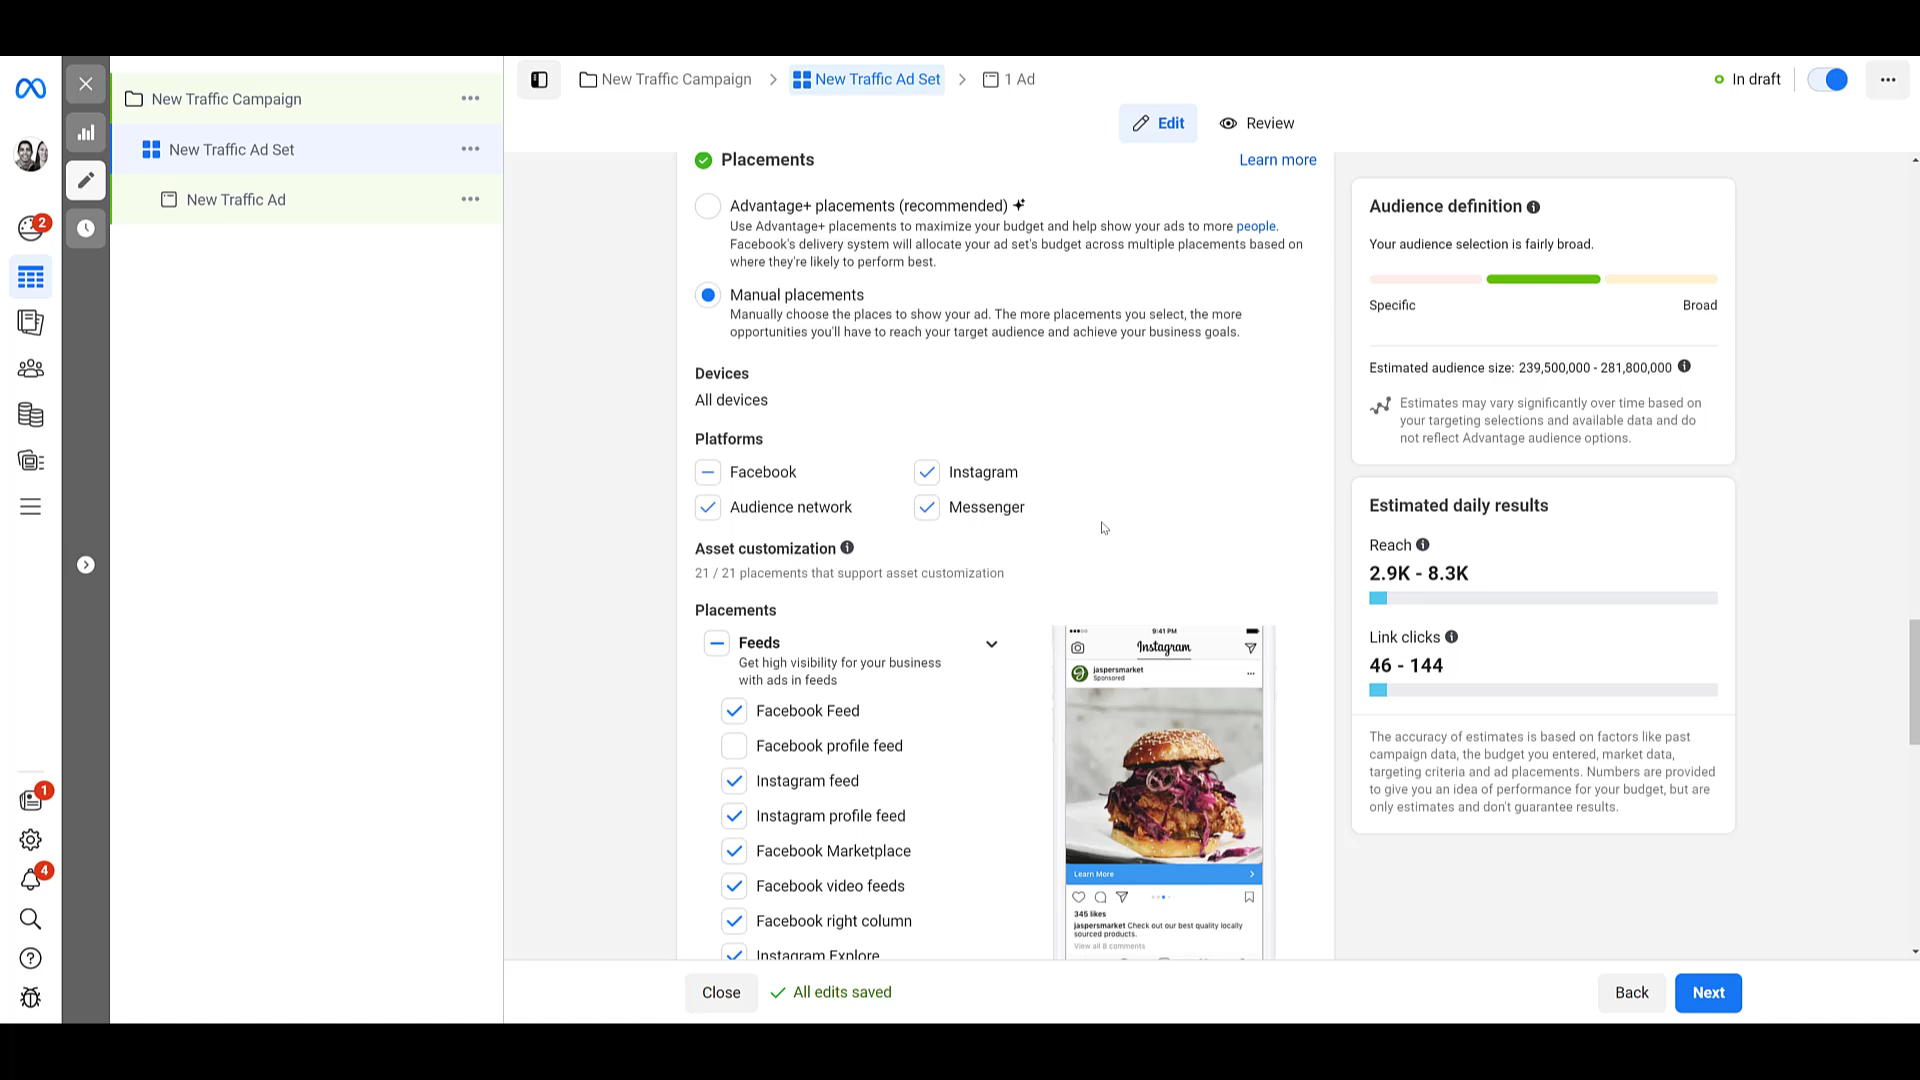 New Traffic Campaign
New Traffic Ad Set
New Traffic Ad
2
1
4
New Traffic Campaign
New Traffic Ad Set
1 Ad
In draft
Edit
Review
Placements
Learn more
Advantage+ placements (recommended)
Use Advantage+ placements to maximize your budget and help show your ads to more people.
Facebook's delivery system will allocate your ad set's budget across multiple placements based on
where they're likely to perform best.
Manual placements
Manually choose the places to show your ad. The more placements you select, the more
opportunities you'll have to reach your target audience and achieve your business goals.
Devices
All devices
Platforms
Facebook
Instagram
Audience network
Messenger
Asset customization
21 / 21 placements that support asset customization
Placements
Feeds
Get high visibility for your business
with ads in feeds
Facebook Feed
Facebook profile feed
Instagram feed
Instagram profile feed
Facebook Marketplace
Facebook video feeds
Facebook right column
Instagram Explore
9:41 PM
Instagram
jaspersmarket
Sponsored
Learn More
345 likes
jaspersmarket Check out our best quality locally
sourced products.
View all 8 comments
Audience definition
Your audience selection is fairly broad.
Specific
Broad
Estimated audience size: 239,500,000 - 281,800,000
Estimates may vary significantly over time based on
your targeting selections and available data and do
not reflect Advantage audience options.
Estimated daily results
Reach
2.9K - 8.3K
Link clicks
46 - 144
The accuracy of estimates is based on factors like past
campaign data, the budget you entered, market data,
targeting criteria and ad placements. Numbers are provided
to give you an idea of performance for your budget, but are
only estimates and don't guarantee results.
Close
All edits saved
Back
Next